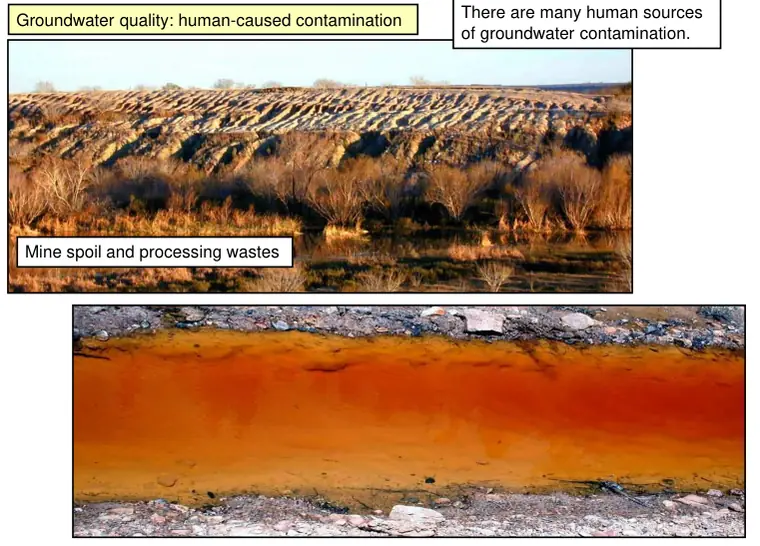 Groundwater quality: human-caused contamination
There are many human sources
of groundwater contamination.
Mine spoil and processing wastes